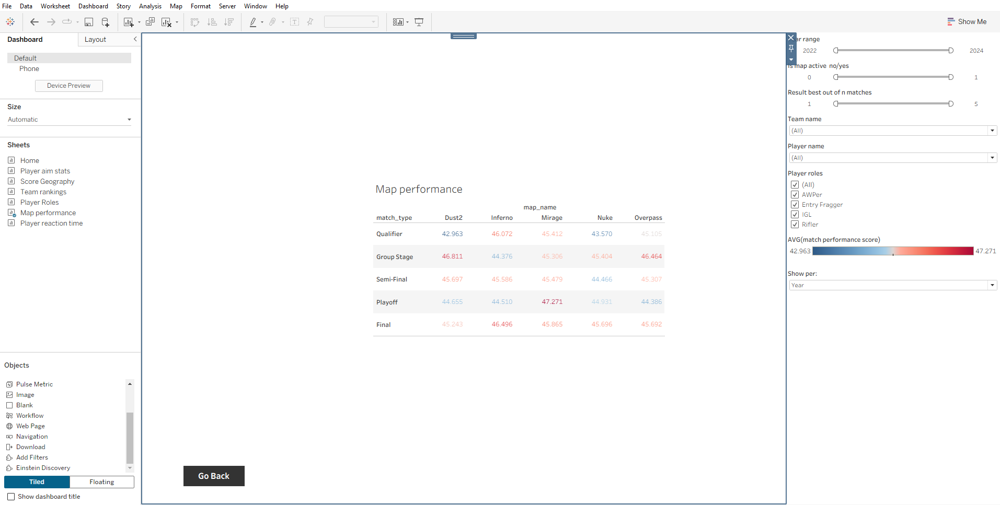 File Data Worksheet Dashboard Story Analysis Map Format Server Window Help
Show Me
Dashboard Layout
Default
Phone
Device Preview
Size
Automatic
Sheets
Home
Player aim stats
Score Geography
Team rankings
Player Roles
Map performance
Player reaction time
Objects
Pulse Metric
Image
Blank
Workflow
Web Page
Navigation
Download
Add Filters
Einstein Discovery
Tiled Floating
Show dashboard title
Map performance
map_name
match_type Dust2 Inferno Mirage Nuke Overpass
Qualifier 42.963 46.072 45.412 43.570 45.105
Group Stage 46.811 44.376 45.306 45.404 46.464
Semi-Final 45.697 45.586 45.479 44.466 45.307
Playoff 44.655 44.510 47.271 44.931 44.386
Final 45.243 46.496 45.865 45.696 45.692
Go Back
range
2022 2024
Is map active no/yes
0 1
Result best out of n matches
1 5
Team name
(All)
Player name
(All)
Player roles
(All)
AWPer
Entry Fragger
IGL
Rifler
AVG(match performance score)
42.963 47.271
Show per:
Year